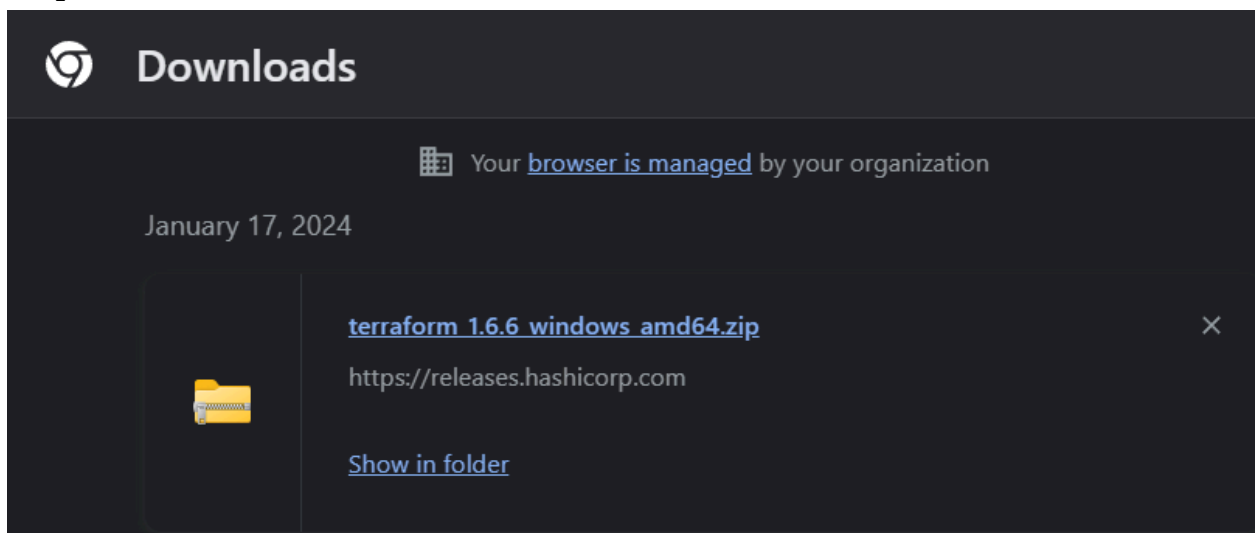 Downloads
Your browser is managed by your organization
January 17, 2024
terraform_1.6.6_windows_amd64.zip
https://releases.hashicorp.com
Show in folder